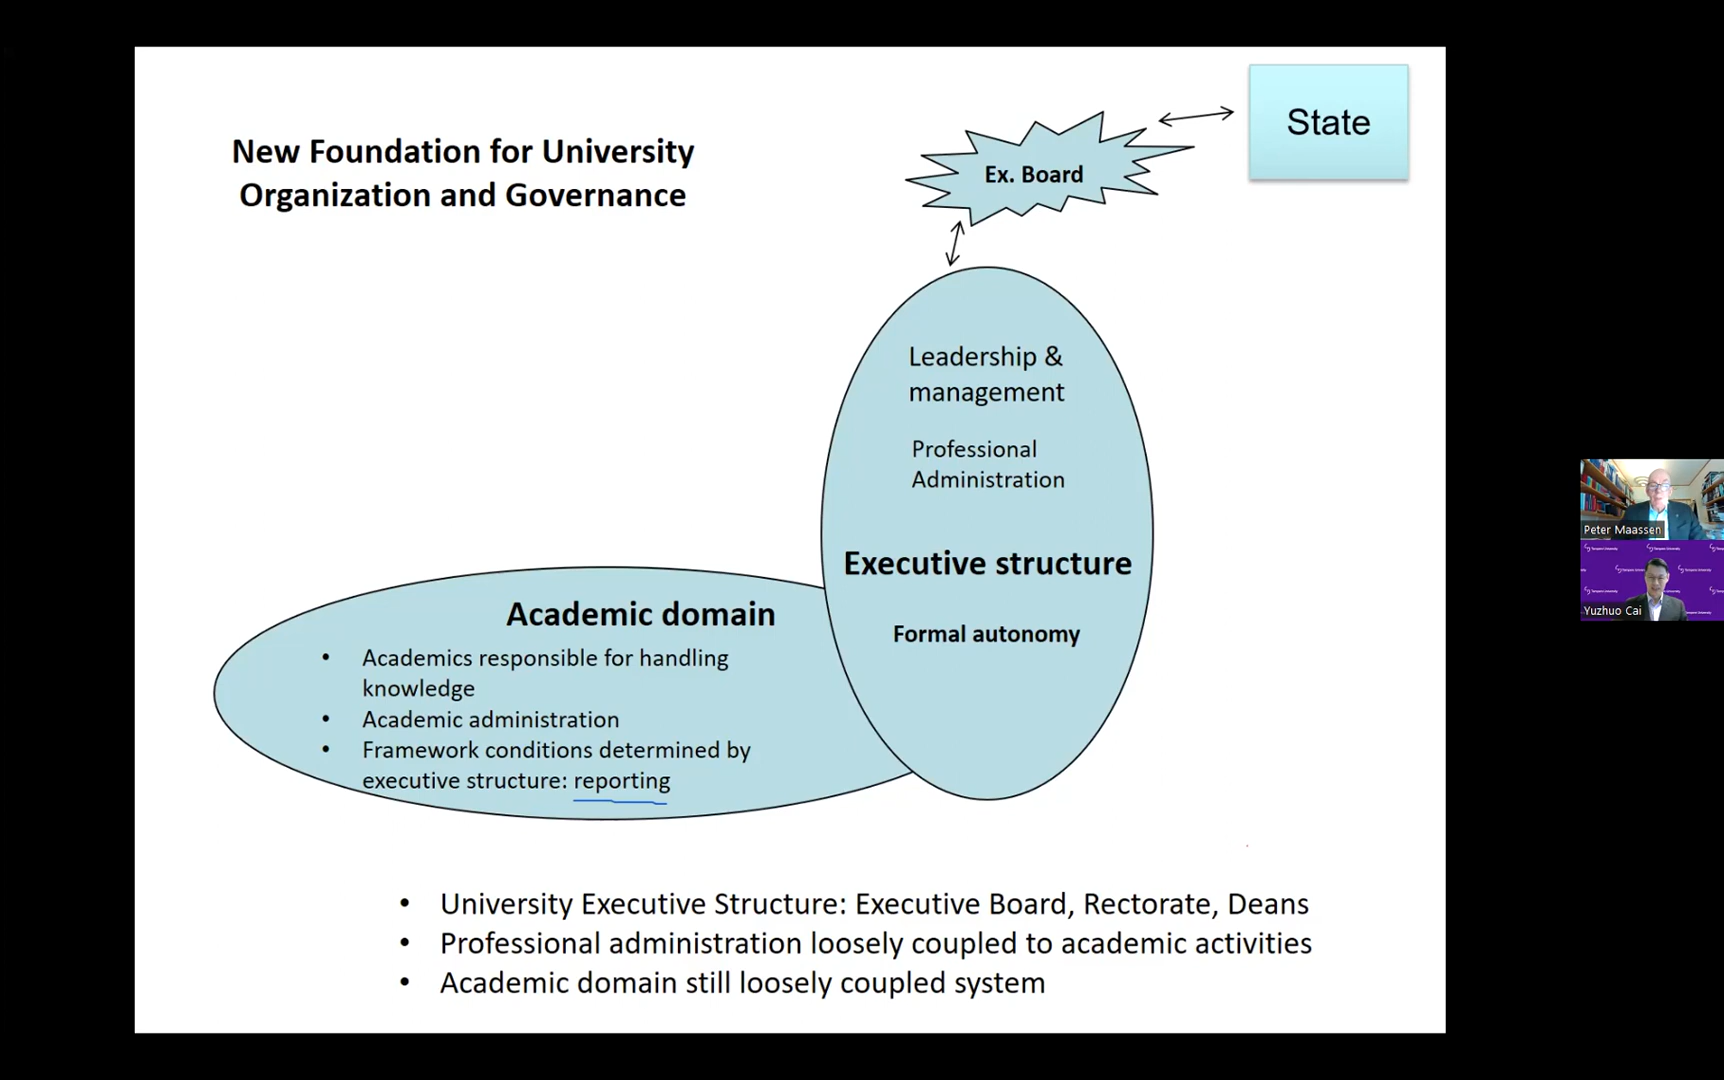 New Foundation for University
Organization and Governance
Ex. Board
State
Leadership &
management
Professional
Administration
Executive structure
Formal autonomy
Academic domain
• Academics responsible for handling
knowledge
• Academic administration
• Framework conditions determined by
executive structure: reporting
• University Executive Structure: Executive Board, Rectorate, Deans
• Professional administration loosely coupled to academic activities
• Academic domain still loosely coupled system
Peter Maassen
Yuzhuo Cai